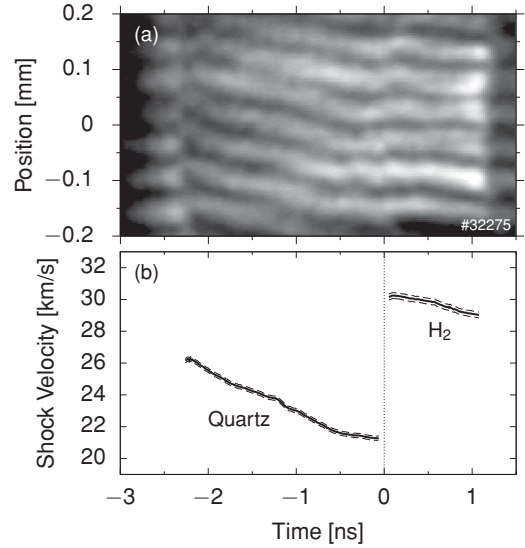 0.2
(a)
0.1
0
−0.1
−0.2
Position [mm]
#32275
(b)
32
30
28
26
24
22
20
Shock Velocity [km/s]
H2
Quartz
−3 −2 −1 0 1
Time [ns]